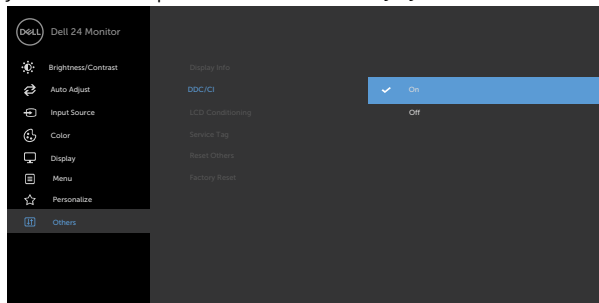 DELL Dell 24 Monitor
Brightness/Contrast
Auto Adjust
Input Source
Color
Display
Menu
Personalize
Others
Display Info
DDC/CI
LCD Conditioning
Service Tag
Reset Others
Factory Reset
On
Off